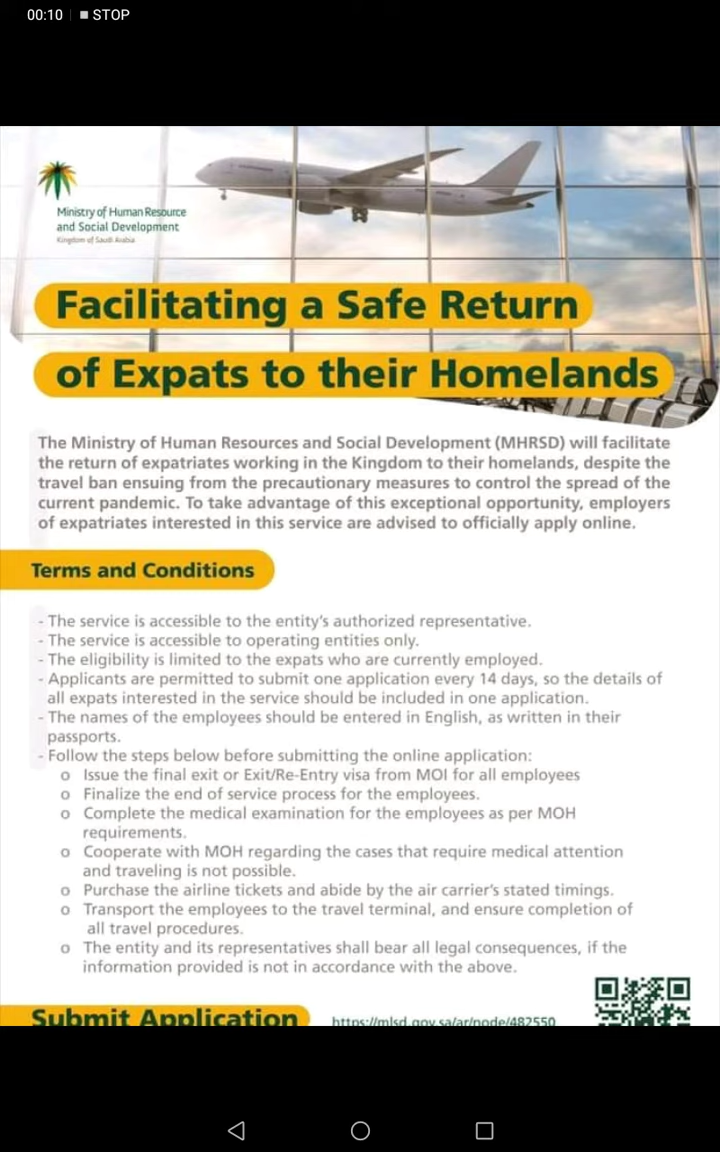 00:10 STOP
Ministry of Human Resource
and Social Development
Kingdom of Saudi Arabia
Facilitating a Safe Return
of Expats to their Homelands
The Ministry of Human Resources and Social Development (MHRSD) will facilitate
the return of expatriates working in the Kingdom to their homelands, despite the
travel ban ensuing from the precautionary measures to control the spread of the
current pandemic. To take advantage of this exceptional opportunity, employers
of expatriates interested in this service are advised to officially apply online.
Terms and Conditions
- The service is accessible to the entity's authorized representative.
- The service is accessible to operating entities only.
- The eligibility is limited to the expats who are currently employed.
- Applicants are permitted to submit one application every 14 days, so the details of
all expats interested in the service should be included in one application.
- The names of the employees should be entered in English, as written in their
passports.
- Follow the steps below before submitting the online application:
o Issue the final exit or Exit/Re-Entry visa from MOI for all employees
o Finalize the end of service process for the employees.
o Complete the medical examination for the employees as per MOH
requirements.
o Cooperate with MOH regarding the cases that require medical attention
and traveling is not possible.
o Purchase the airline tickets and abide by the air carrier's stated timings.
o Transport the employees to the travel terminal, and ensure completion of
all travel procedures.
o The entity and its representatives shall bear all legal consequences, if the
information provided is not in accordance with the above.
Submit Application https://mlsd.gov.sa/ar/node/482550